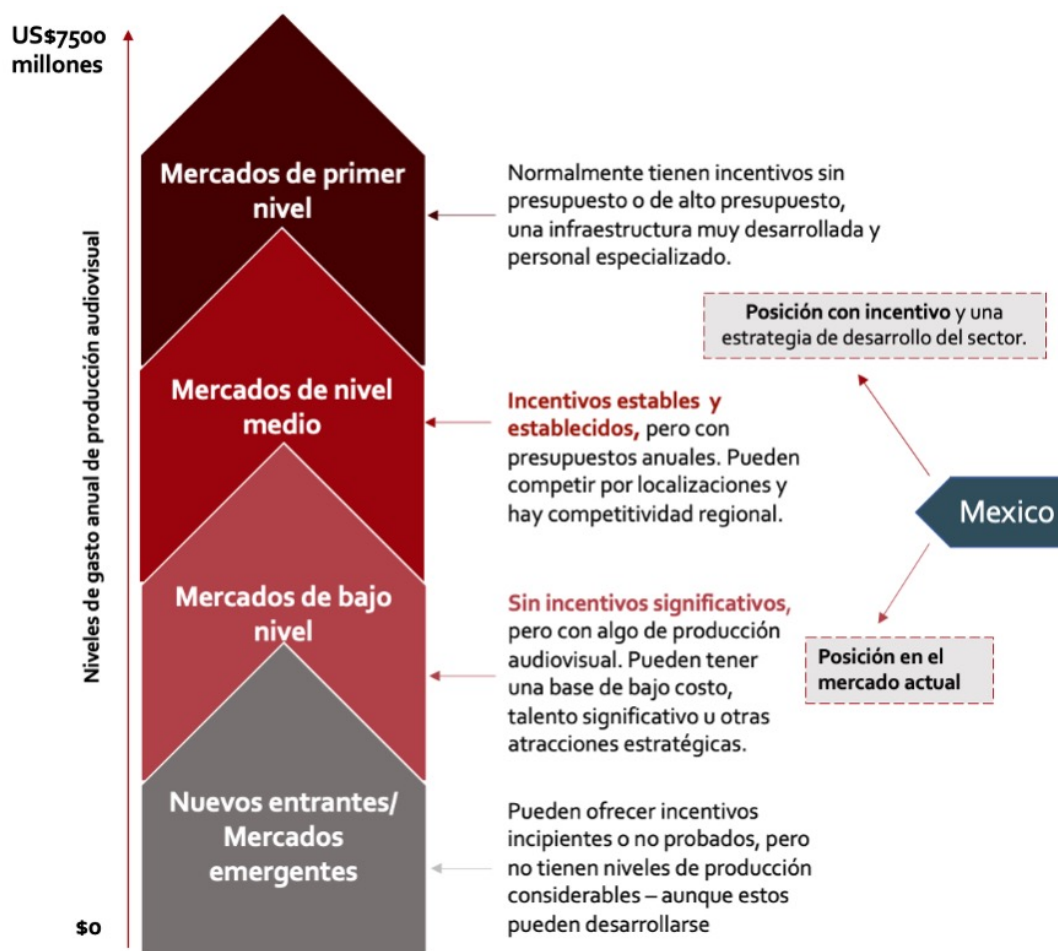 US$7500
millones
Niveles de gasto anual de producción audiovisual
$0
Mercados de primer
nivel
Normalmente tienen incentivos sin
presupuesto o de alto presupuesto,
una infraestructura muy desarrollada y
personal especializado.
Posición con incentivo y una
estrategia de desarrollo del sector.
Mercados de nivel
medio
Incentivos estables y
establecidos, pero con
presupuestos anuales. Pueden
competir por localizaciones y
hay competitividad regional.
Mexico
Mercados de bajo
nivel
Sin incentivos significativos,
pero con algo de producción
audiovisual. Pueden tener
una base de bajo costo,
talento significativo u otras
atracciones estratégicas.
Posición en el
mercado actual
Nuevos entrantes/
Mercados
emergentes
Pueden ofrecer incentivos
incipientes o no probados, pero
no tienen niveles de producción
considerables – aunque estos
pueden desarrollarse